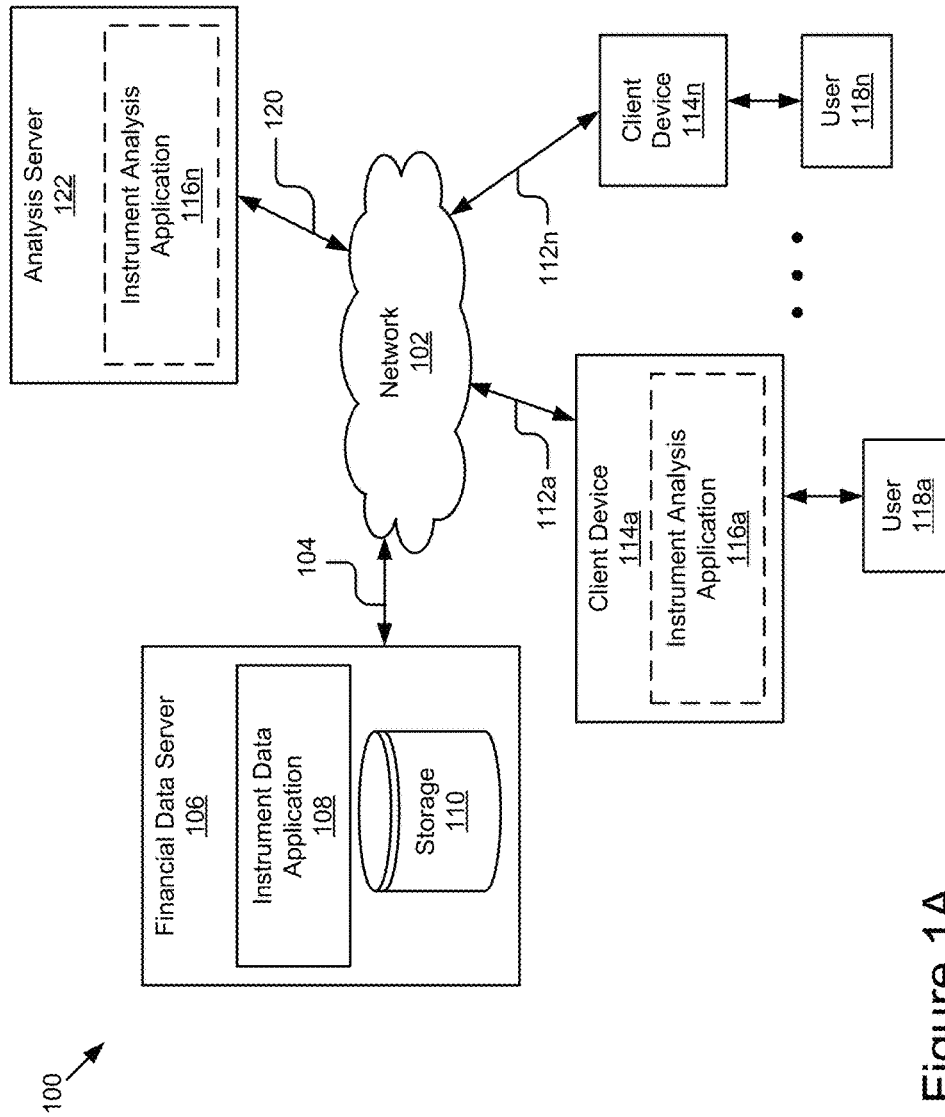 100
Financial Data Server
106
Instrument Data
Application
108
Storage
110
104
Network
102
Analysis Server
122
Instrument Analysis
Application
116n
120
112a
112n
Client Device
114a
Instrument Analysis
Application
116a
User
118a
Client
Device
114n
User
118n
Figure 1A